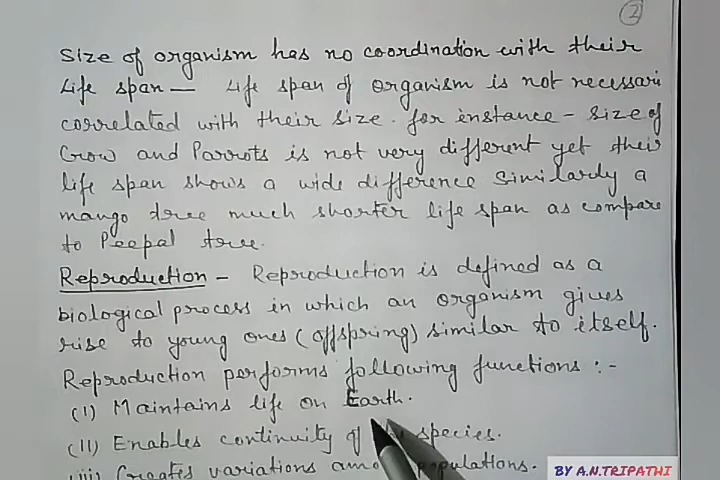 2
Size of organism has no coordination with their
Life span — Life span of organism is not necessari
correlated with their size. for instance - size of
Crow and Parrots is not very different yet their
life span shows a wide difference similarly a
mango tree much shorter life span as compare
to Peepal tree.
Reproduction - Reproduction is defined as a
biological process in which an organism gives
rise to young ones (offspring) similar to itself.
Reproduction performs following functions :-
(I) Maintains life on Earth.
(II) Enables continuity of species.
(III) Creates variations among populations.
BY A.N.TRIPATHI